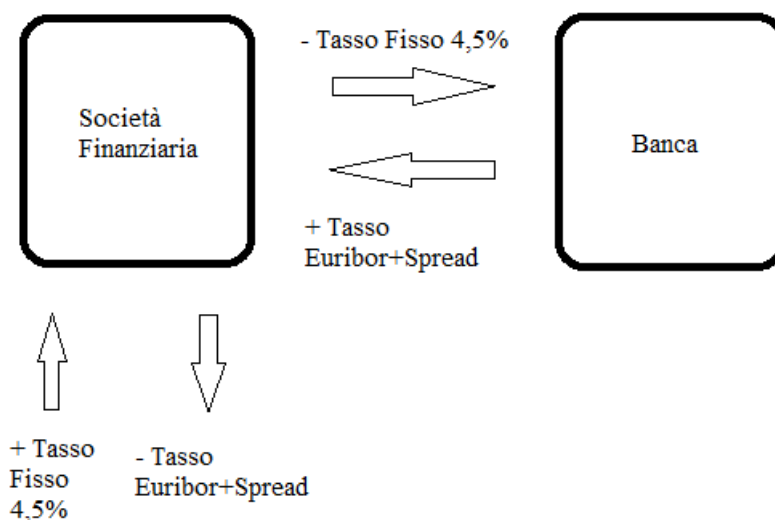 - Tasso Fisso 4,5%
Società
Finanziaria
Banca
+ Tasso
Euribor+Spread
+ Tasso
Fisso
4,5%
- Tasso
Euribor+Spread